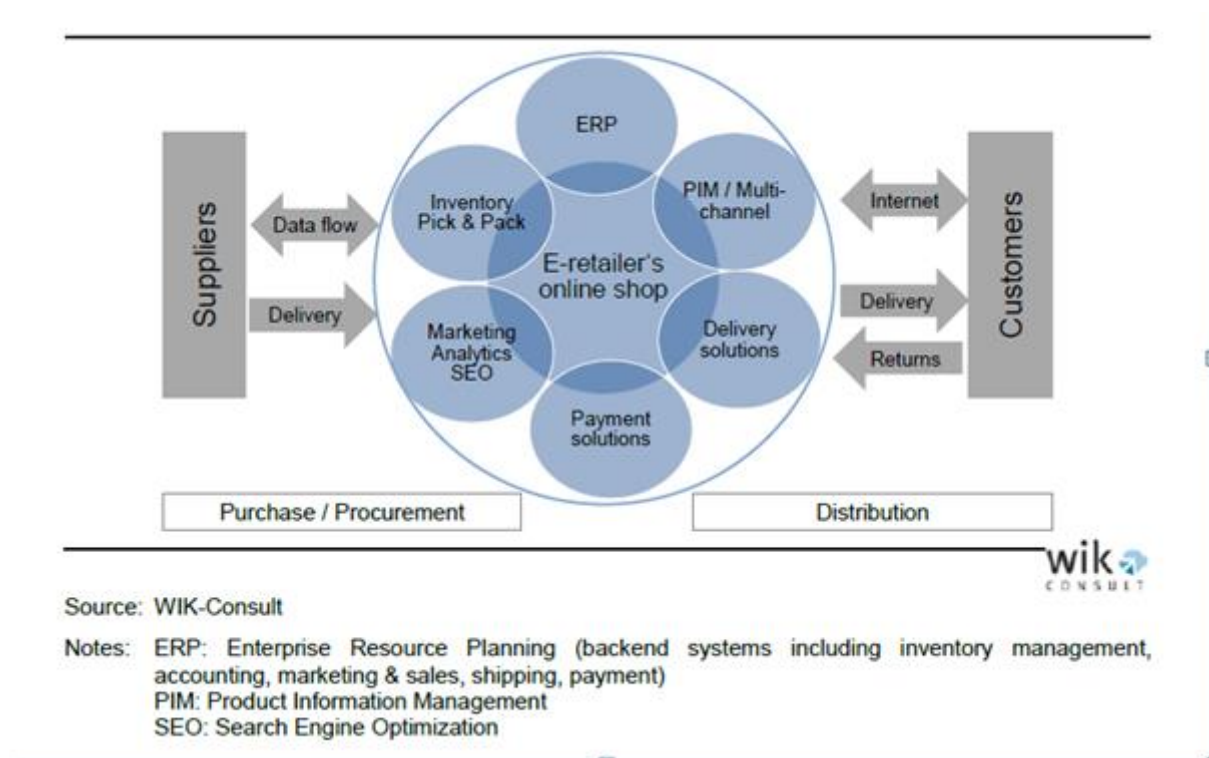 ERP
Inventory
Pick & Pack
PIM / Multi-
channel
Suppliers
Data flow
Delivery
E-retailer's
online shop
Internet
Delivery
Returns
Customers
Marketing
Analytics
SEO
Delivery
solutions
Payment
solutions
Purchase / Procurement
Distribution
wik
CONSULT
Source: WIK-Consult
Notes: ERP: Enterprise Resource Planning (backend systems including inventory management,
accounting, marketing & sales, shipping, payment)
PIM: Product Information Management
SEO: Search Engine Optimization